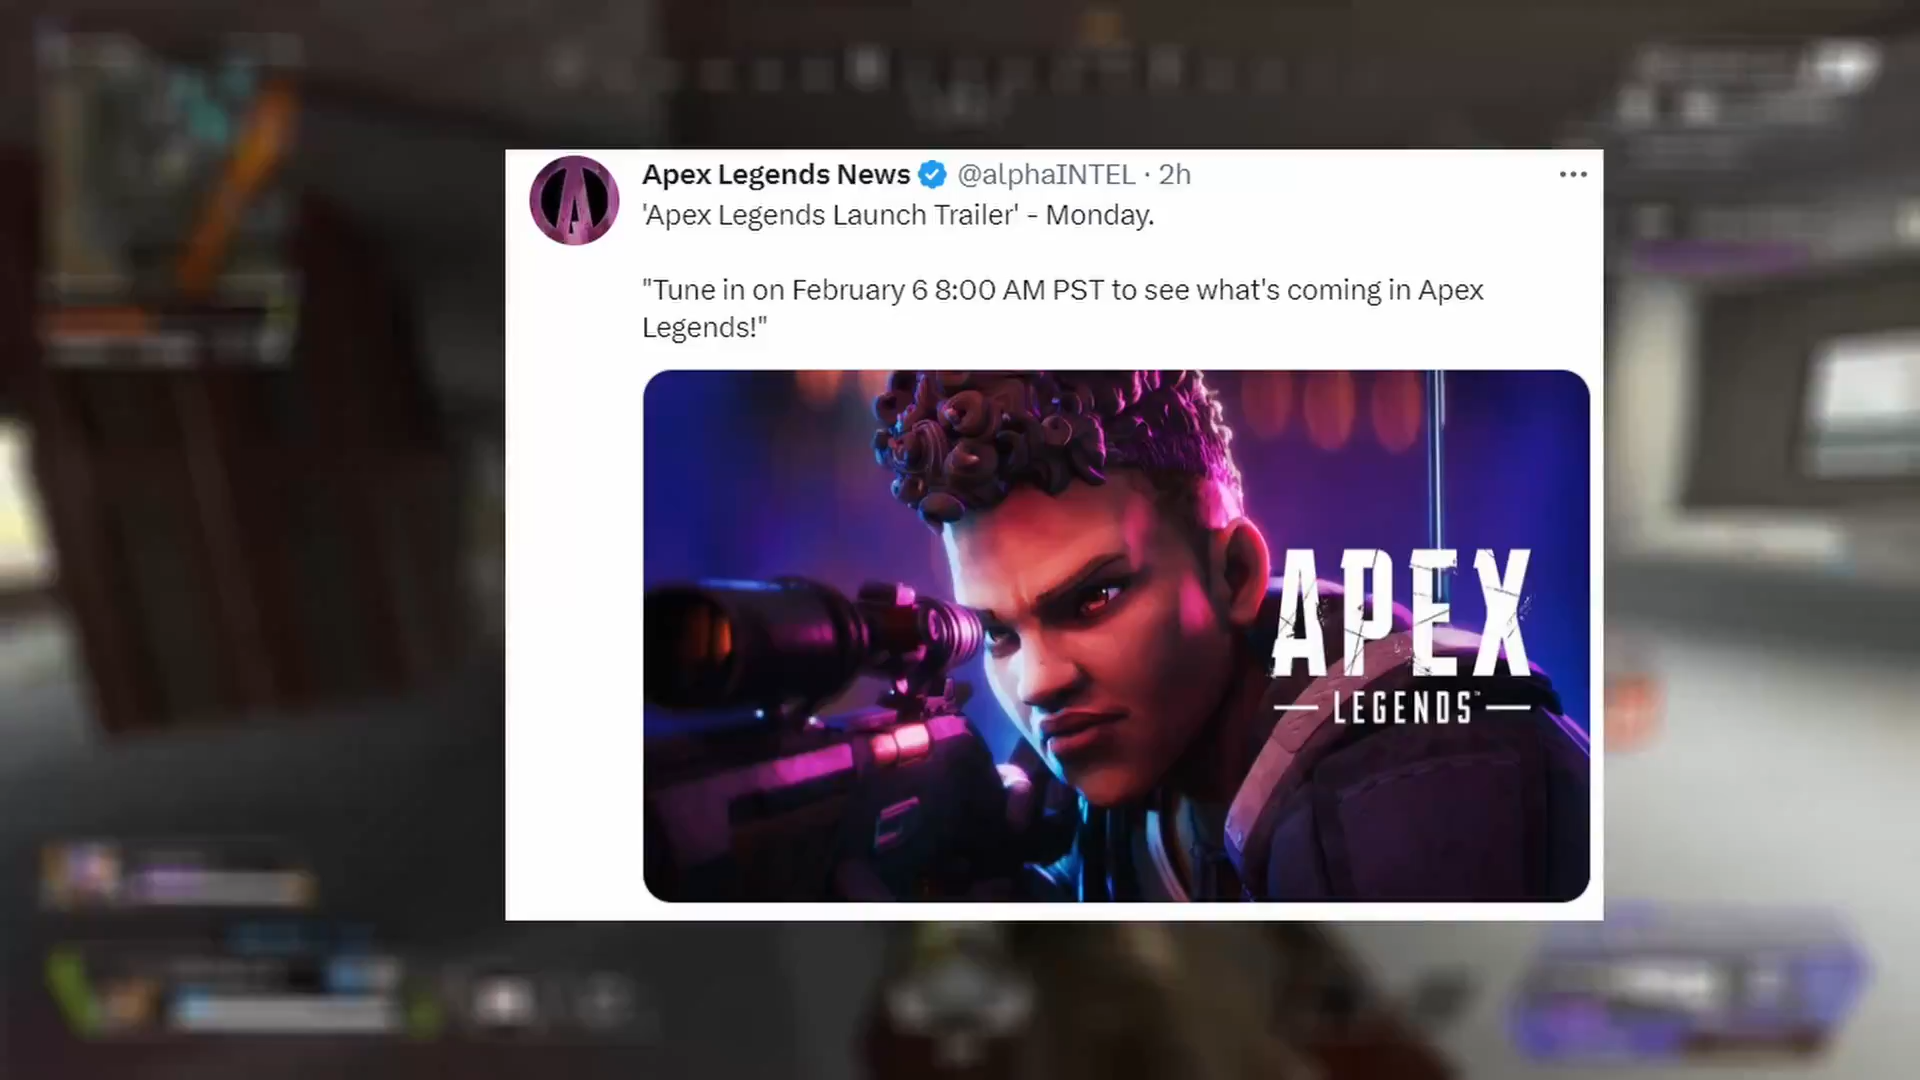 Apex Legends News @alphaINTEL · 2h
'Apex Legends Launch Trailer' - Monday.
"Tune in on February 6 8:00 AM PST to see what's coming in Apex
Legends!"
APEX
LEGENDS™